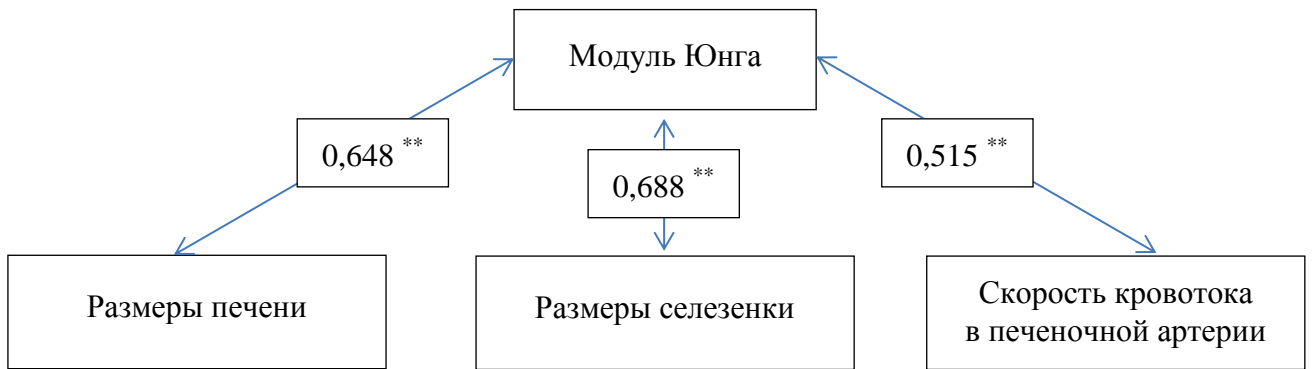 Модуль Юнга
0,648 **
0,688 **
0,515 **
Размеры печени
Размеры селезенки
Скорость кровотока
в печеночной артерии